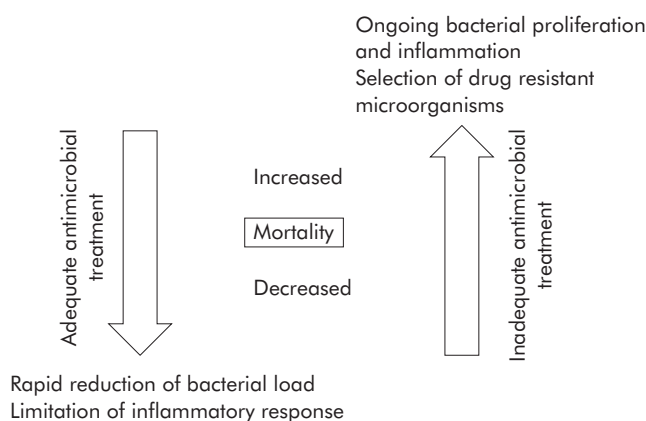 Ongoing bacterial proliferation
and inflammation
Selection of drug resistant
microorganisms
Adequate antimicrobial
treatment
Increased
Mortality
Decreased
Inadequate antimicrobial
treatment
Rapid reduction of bacterial load
Limitation of inflammatory response